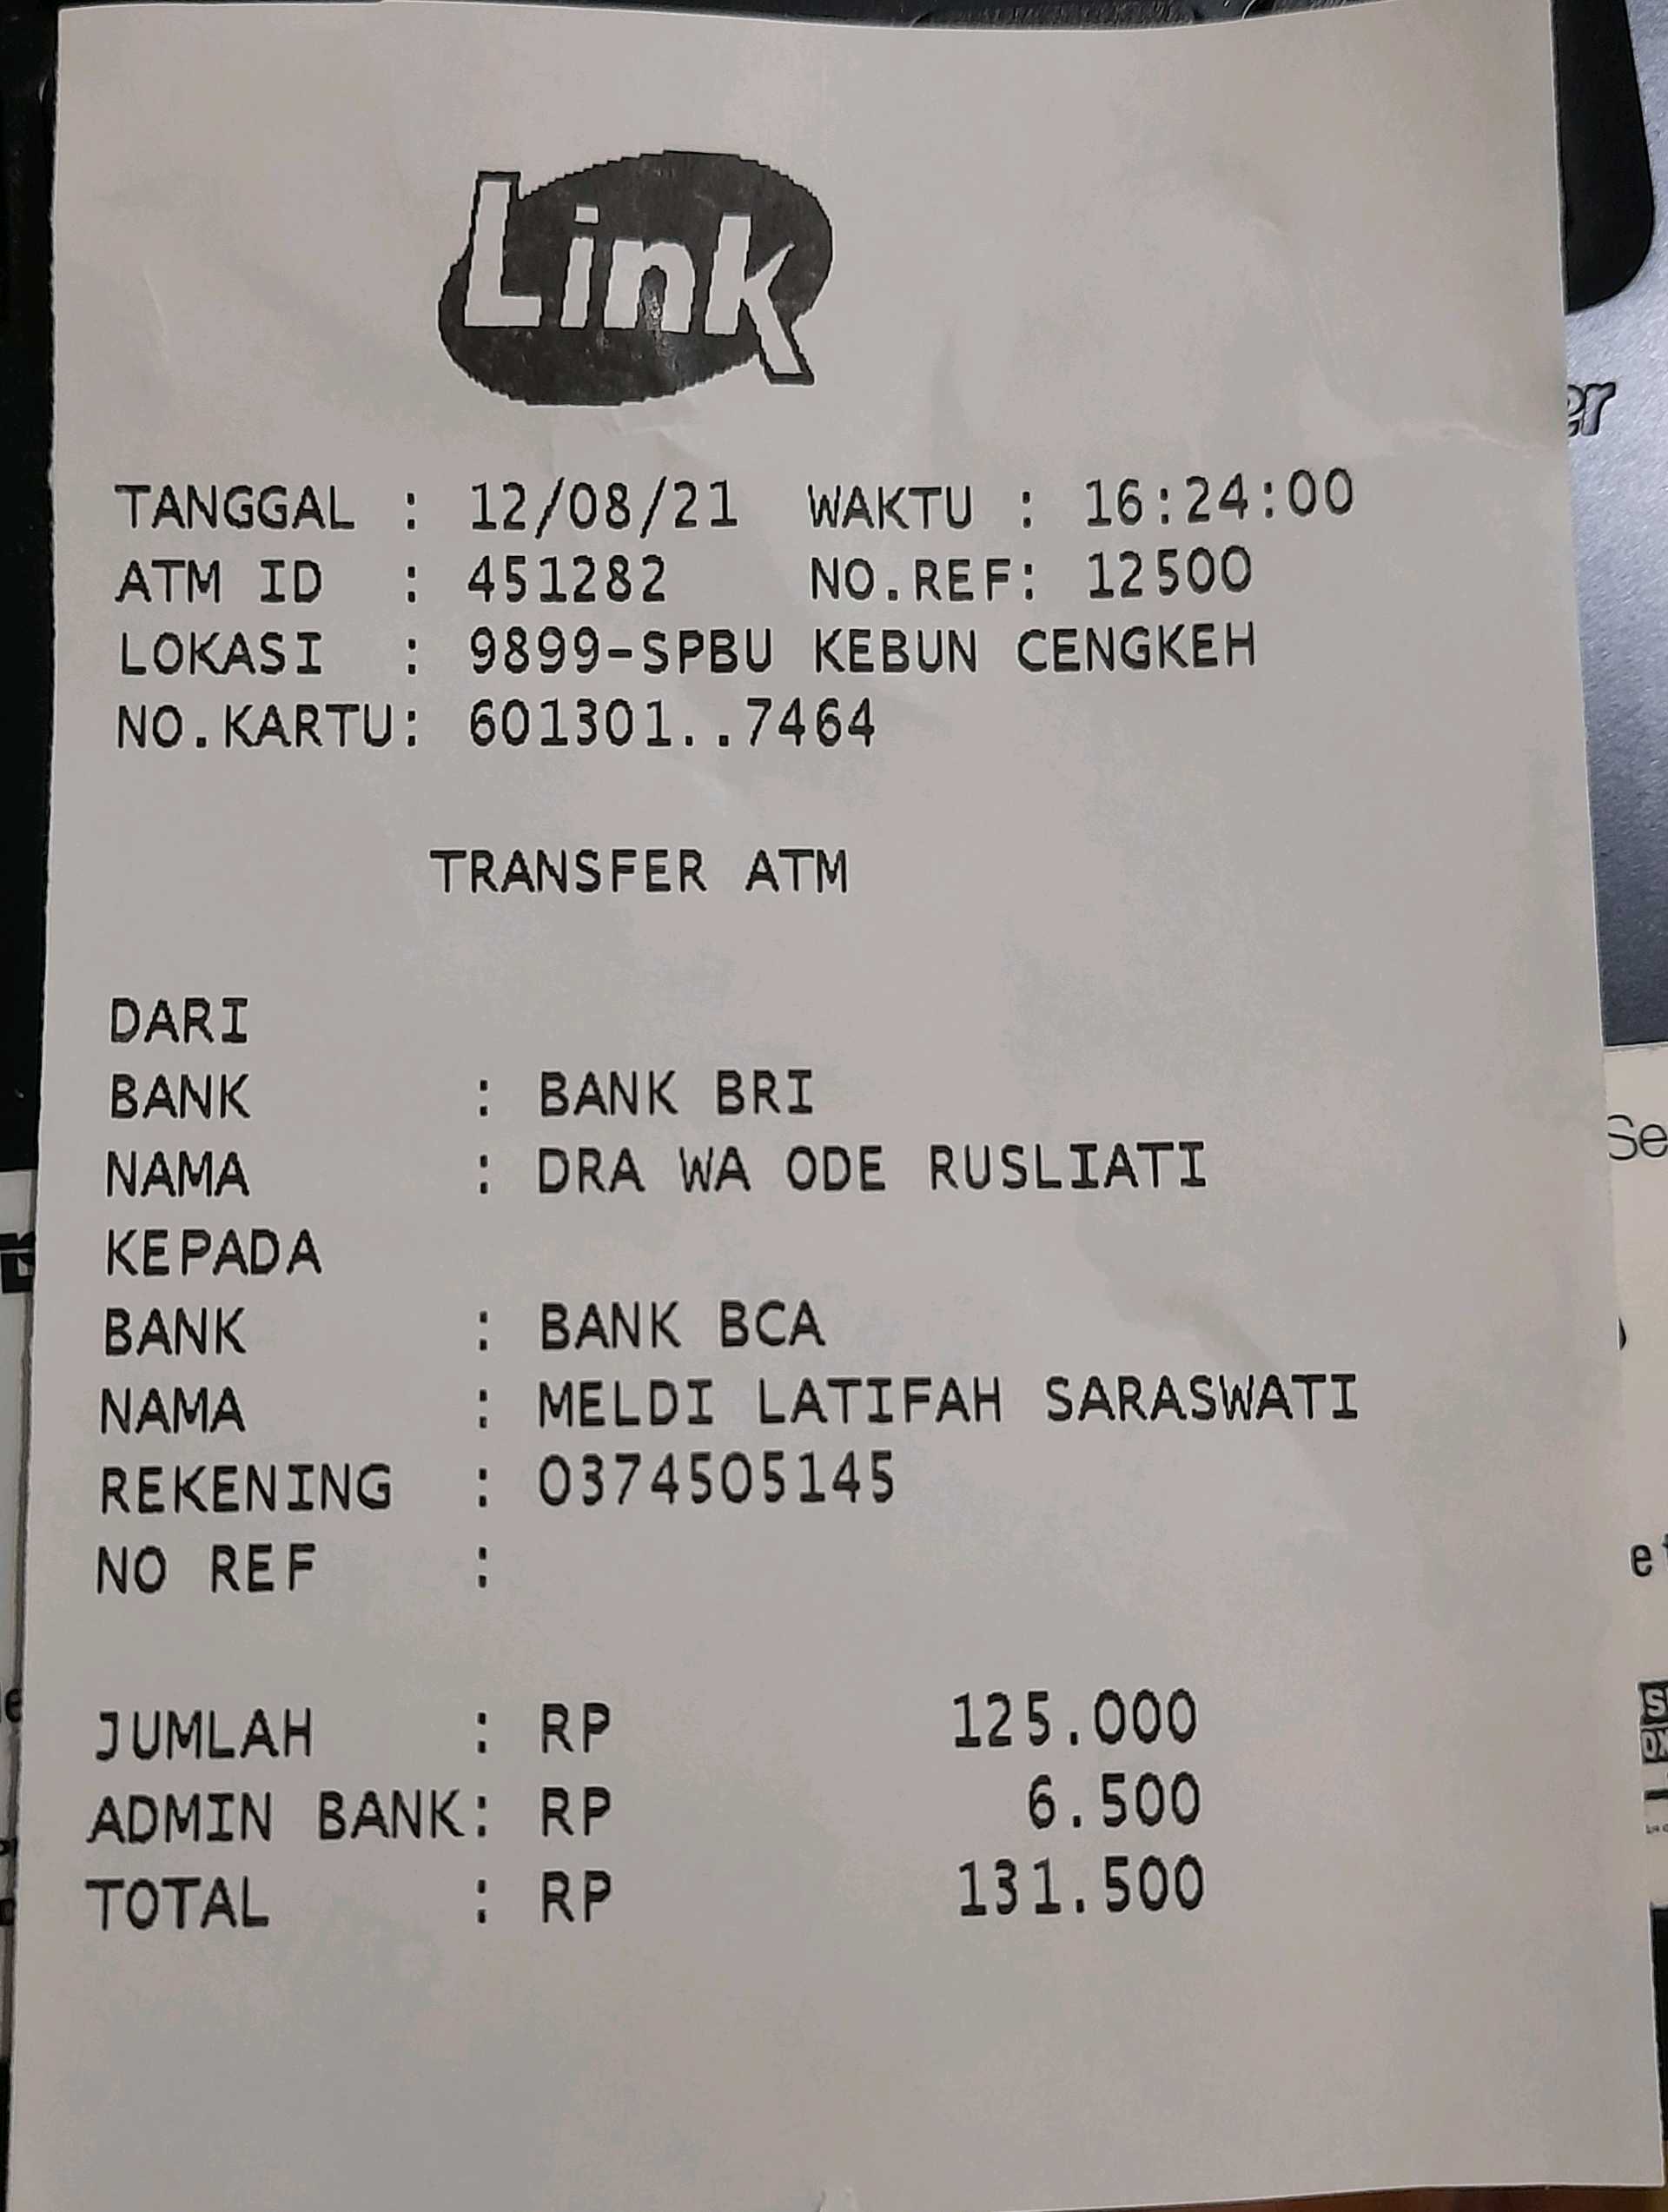 Link
TANGGAL : 12/08/21 WAKTU : 16:24:00
ATM ID : 451282 NO.REF: 12500
LOKASI : 9899-SPBU KEBUN CENGKEH
NO.KARTU: 601301..7464
TRANSFER ATM
DARI
BANK : BANK BRI
NAMA : DRA WA ODE RUSLIATI
KEPADA
BANK : BANK BCA
NAMA : MELDI LATIFAH SARASWATI
REKENING : 0374505145
NO REF :
JUMLAH : RP 125.000
ADMIN BANK: RP 6.500
TOTAL : RP 131.500